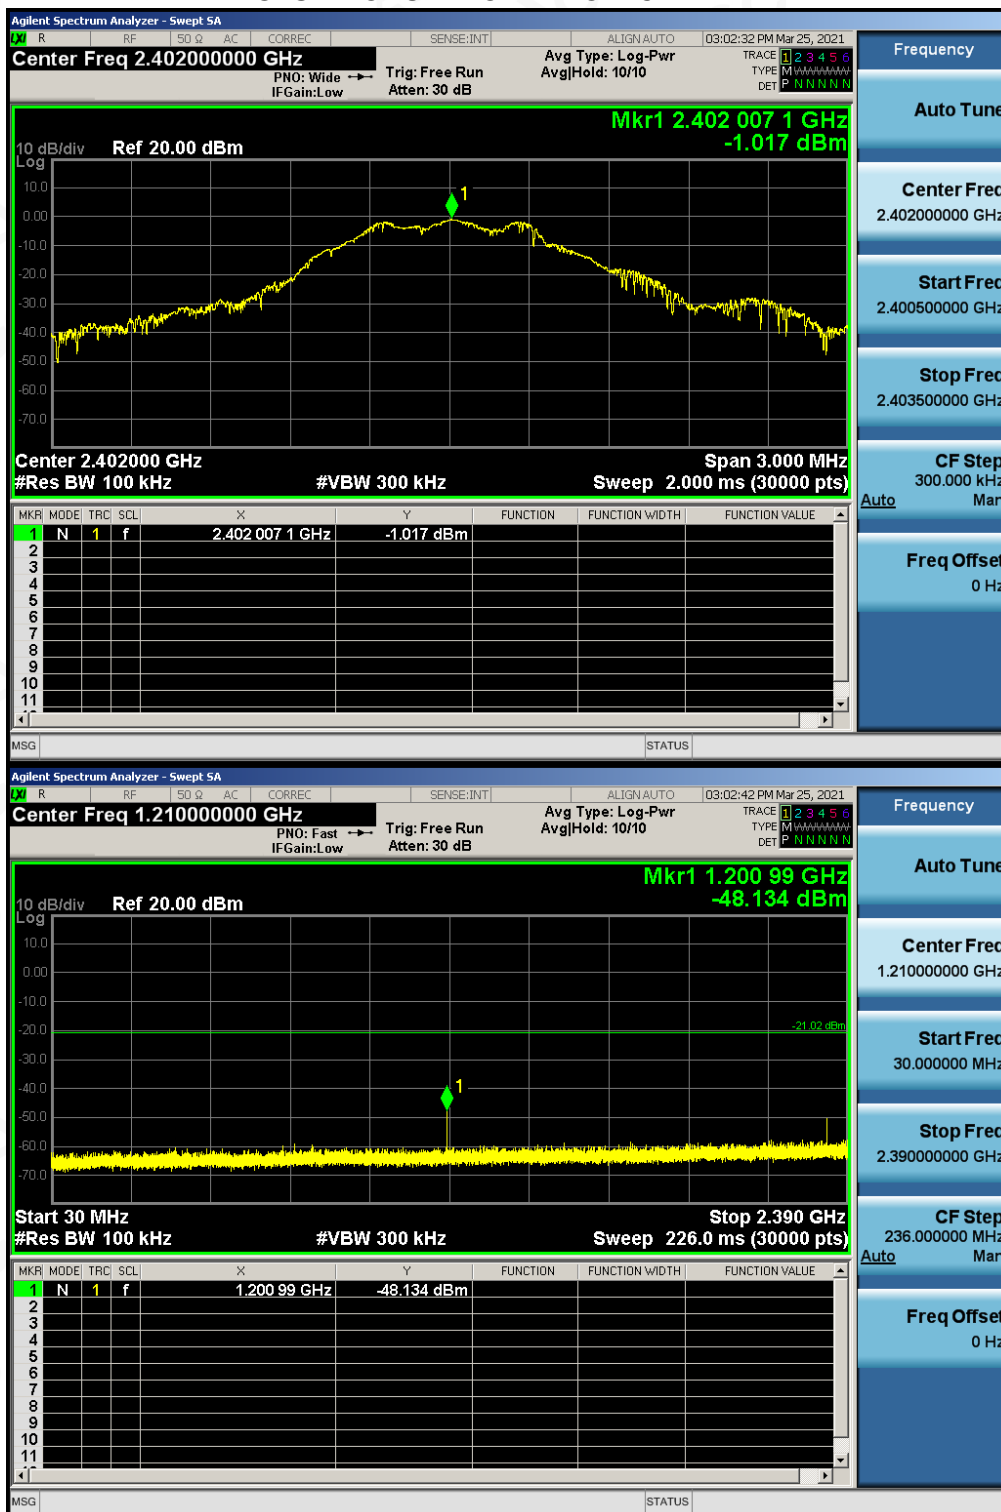 Agilent Spectrum Analyzer - Swept SA
LXI R RF 50 Ω AC CORREC SENSE:INT ALIGN AUTO 03:02:32 PM Mar 25, 2021
Center Freq 2.402000000 GHz
PNO: Wide
IFGain:Low
Trig: Free Run
Atten: 30 dB
Avg Type: Log-Pwr
Avg|Hold: 10/10
TRACE 1 2 3 4 5 6
TYPE M
DET P N N N N N
Mkr1 2.402 007 1 GHz
-1.017 dBm
10 dB/div Ref 20.00 dBm
Log
10.0
0.00
-10.0
-20.0
-30.0
-40.0
-50.0
-60.0
-70.0
1
Center 2.402000 GHz Span 3.000 MHz
#Res BW 100 kHz #VBW 300 kHz Sweep 2.000 ms (30000 pts)
MKR MODE TRC SCL X Y FUNCTION FUNCTION WIDTH FUNCTION VALUE
1 N 1 f 2.402 007 1 GHz -1.017 dBm
2
3
4
5
6
7
8
9
10
11
MSG STATUS
Frequency
Auto Tune
Center Freq
2.402000000 GHz
Start Freq
2.400500000 GHz
Stop Freq
2.403500000 GHz
CF Step
300.000 kHz
Auto Man
Freq Offset
0 Hz
Agilent Spectrum Analyzer - Swept SA
LXI R RF 50 Ω AC CORREC SENSE:INT ALIGN AUTO 03:02:42 PM Mar 25, 2021
Center Freq 1.210000000 GHz
PNO: Fast
IFGain:Low
Trig: Free Run
Atten: 30 dB
Avg Type: Log-Pwr
Avg|Hold: 10/10
TRACE 1 2 3 4 5 6
TYPE M
DET P N N N N N
Mkr1 1.200 99 GHz
-48.134 dBm
10 dB/div Ref 20.00 dBm
Log
10.0
0.00
-10.0
-20.0
-30.0
-40.0
-50.0
-60.0
-70.0
-21.02 dBm
1
Start 30 MHz Stop 2.390 GHz
#Res BW 100 kHz #VBW 300 kHz Sweep 226.0 ms (30000 pts)
MKR MODE TRC SCL X Y FUNCTION FUNCTION WIDTH FUNCTION VALUE
1 N 1 f 1.200 99 GHz -48.134 dBm
2
3
4
5
6
7
8
9
10
11
MSG STATUS
Frequency
Auto Tune
Center Freq
1.210000000 GHz
Start Freq
30.000000 MHz
Stop Freq
2.390000000 GHz
CF Step
236.000000 MHz
Auto Man
Freq Offset
0 Hz